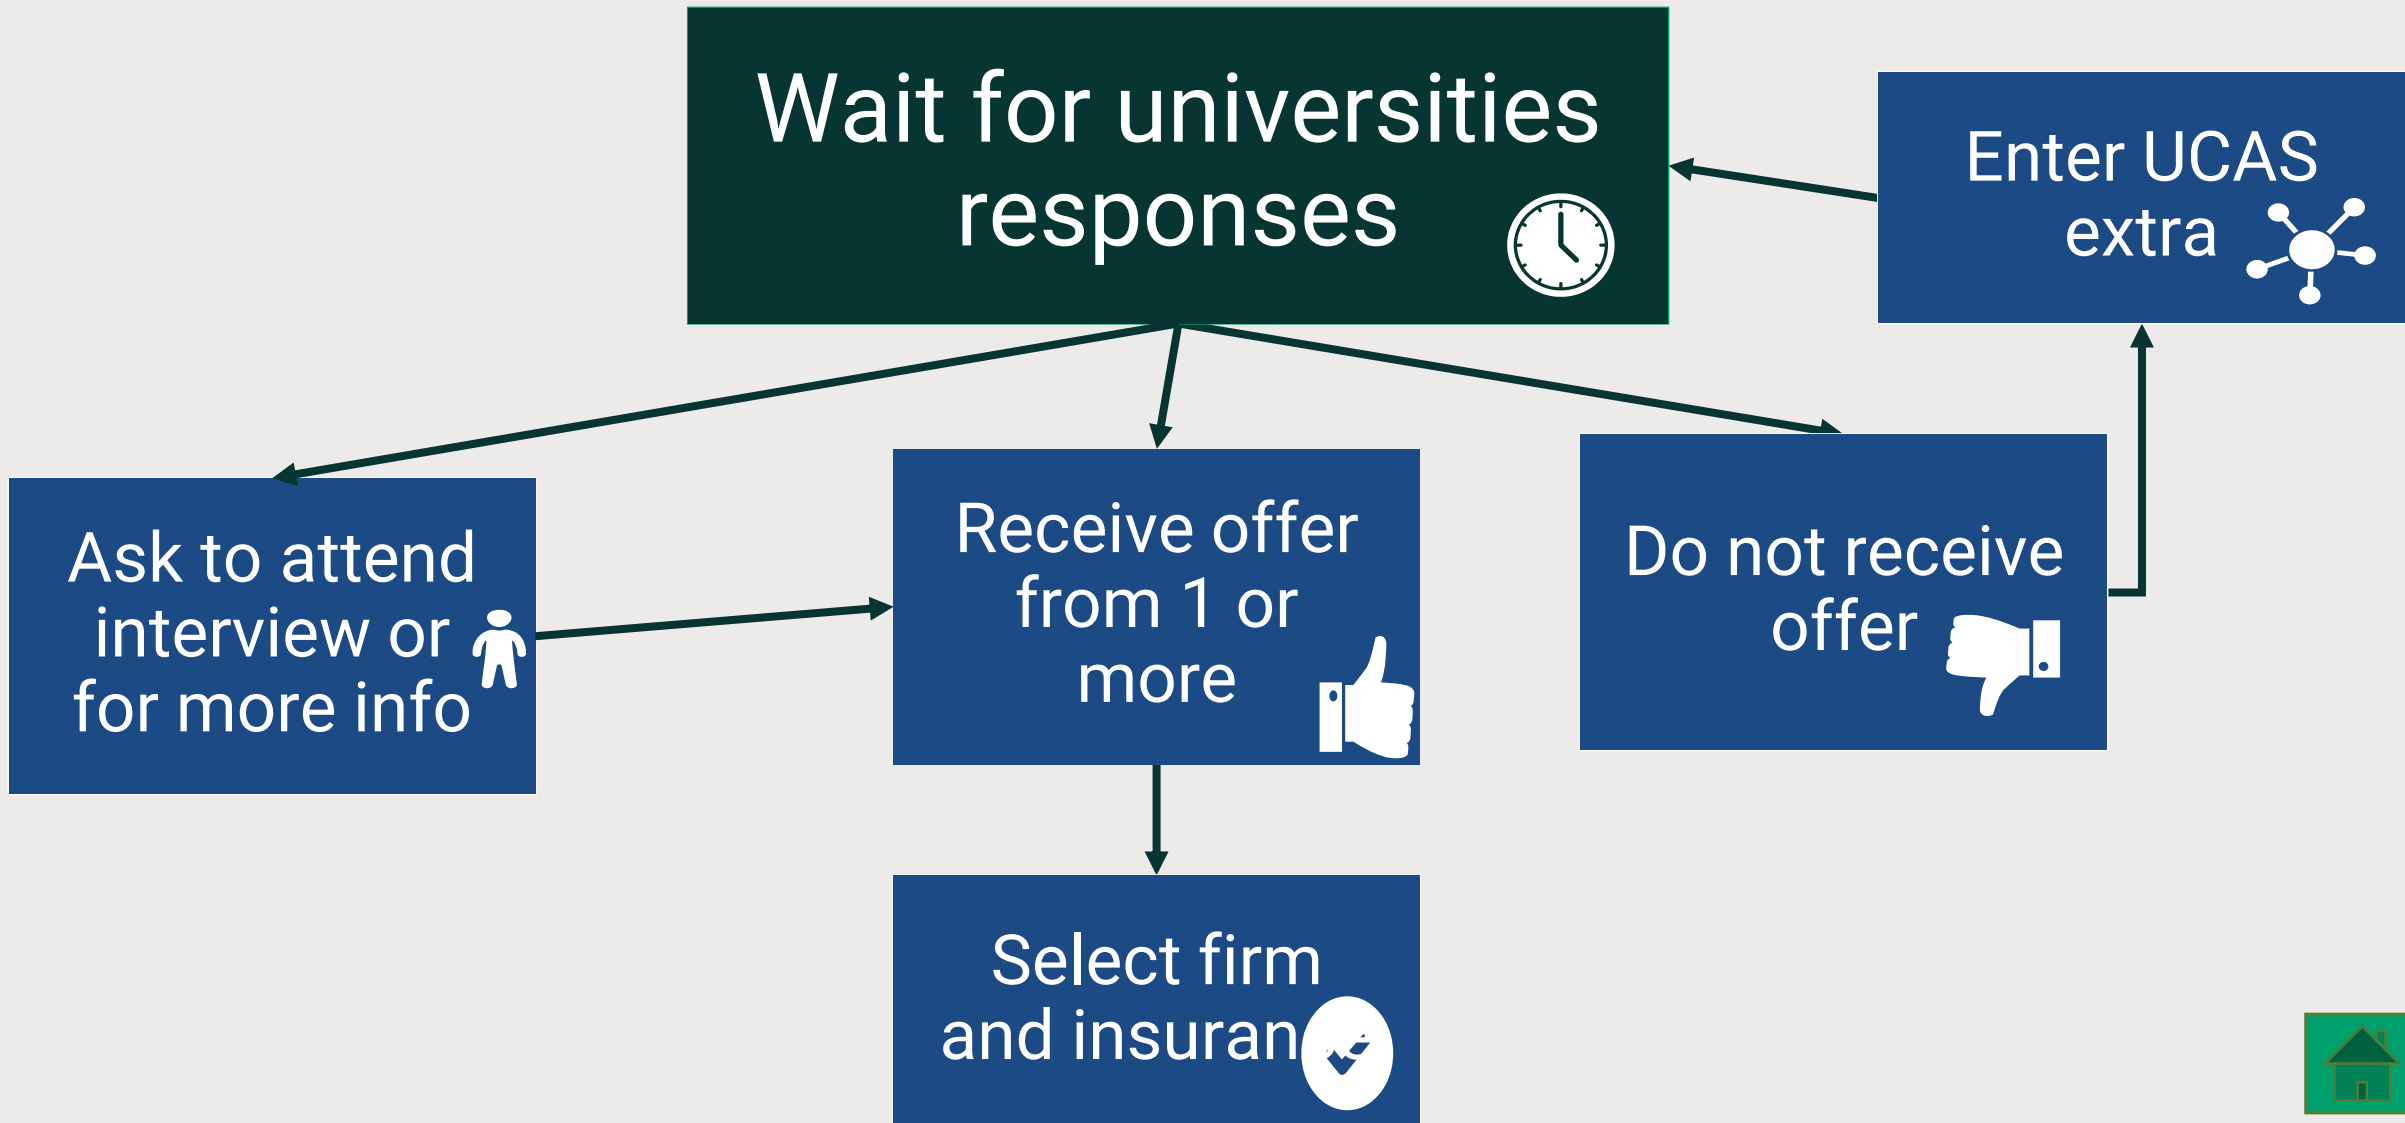 Wait for universities
responses
Enter UCAS
extra
Ask to attend
interview or
for more info
Receive offer
from 1 or
more
Do not receive
offer
Select firm
and